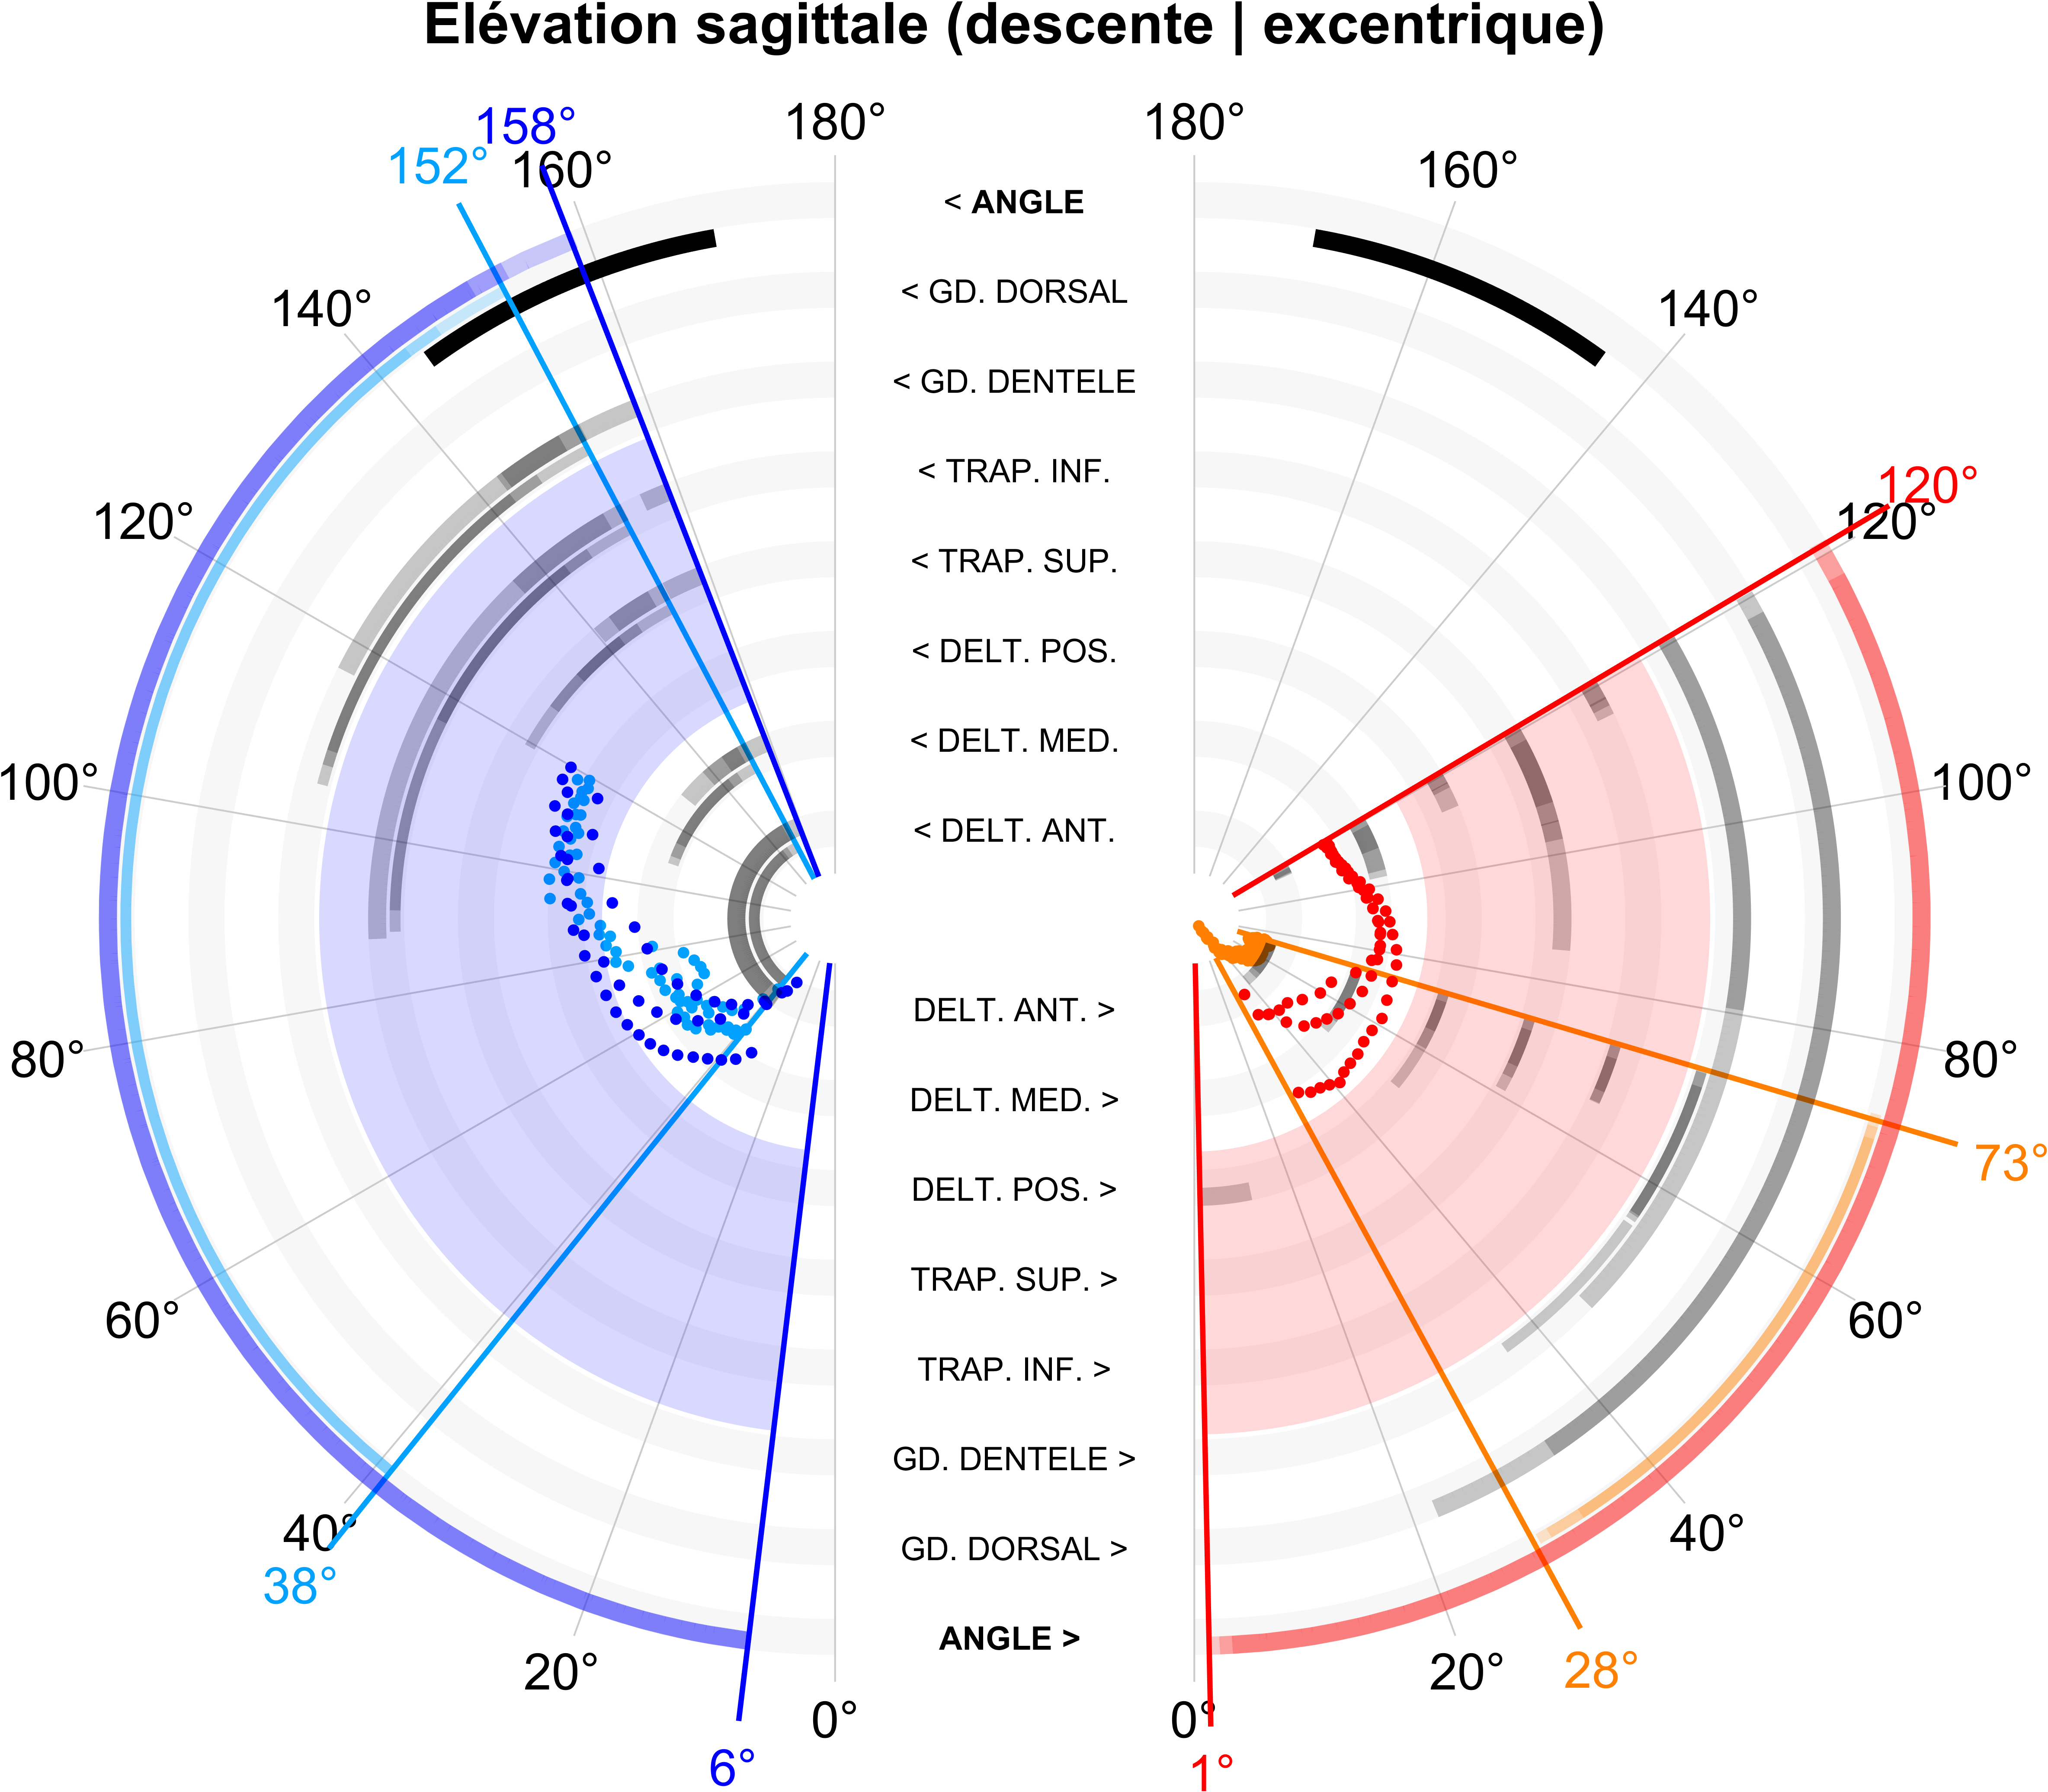 Elévation sagittale (descente | excentrique)
158°
180°
180°
152°
160°
160°
< ANGLE
140°
< GD. DORSAL
140°
< GD. DENTELE
< TRAP. INF.
120°
120°
120°
< TRAP. SUP.
< DELT. POS.
< DELT. MED.
100°
100°
< DELT. ANT.
DELT. ANT. >
80°
80°
DELT. MED. >
73°
DELT. POS. >
TRAP. SUP. >
60°
60°
TRAP. INF. >
GD. DENTELE >
40°
40°
GD. DORSAL >
38°
ANGLE >
20°
20°
28°
0°
0°
6°
1°